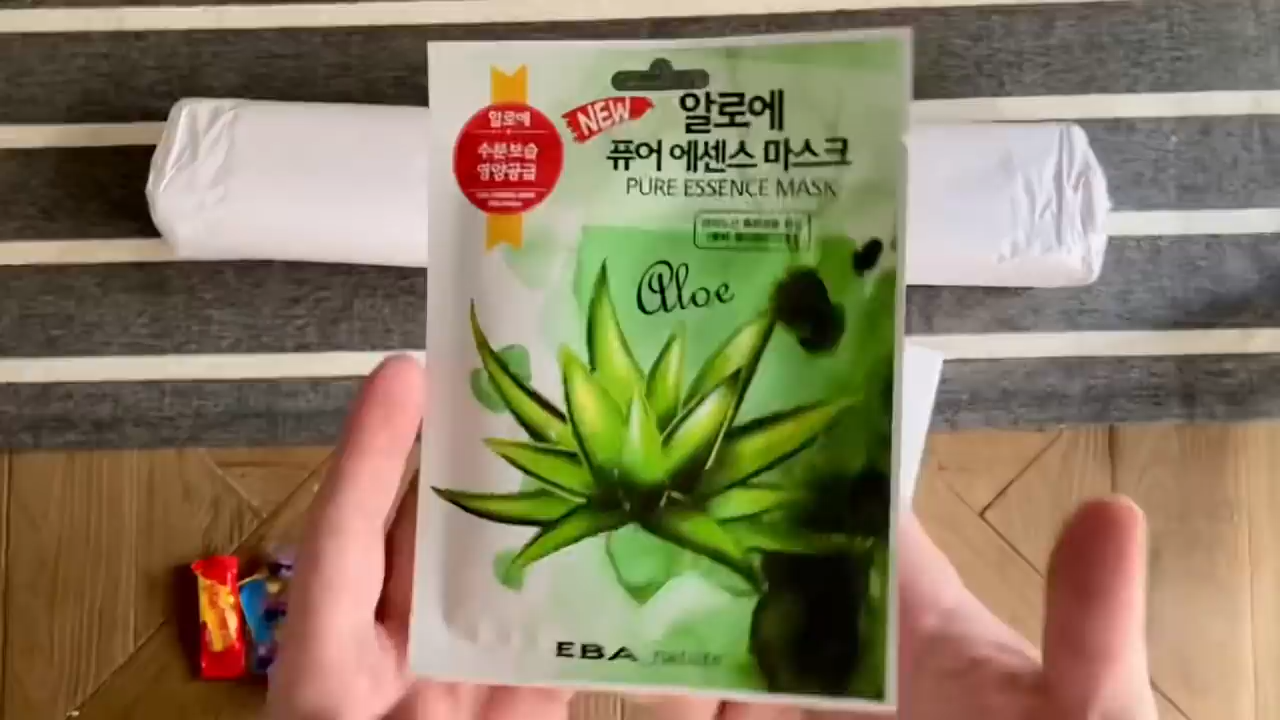 알로에
수분보습
영양공급
NEW
알로에
퓨어 에센스 마스크
PURE ESSENCE MASK
Aloe
EBA nature